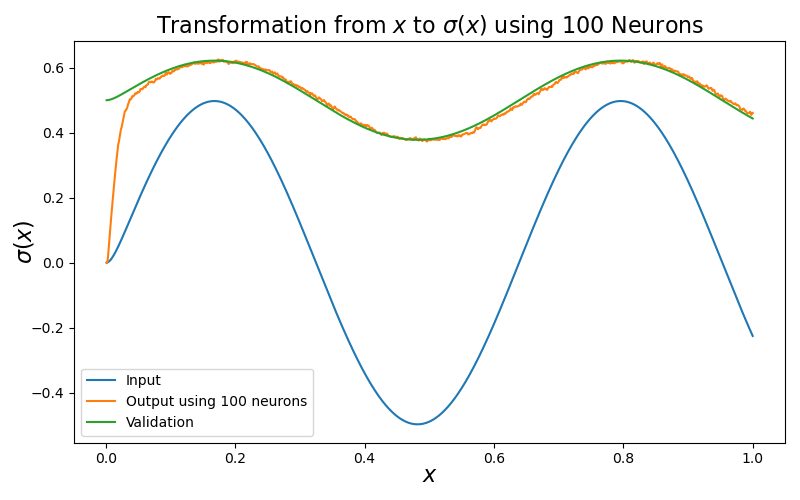 Transformation from x to σ(x) using 100 Neurons
σ(x)
0.6
0.4
0.2
0.0
−0.2
−0.4
Input
Output using 100 neurons
Validation
0.0 0.2 0.4 0.6 0.8 1.0
x